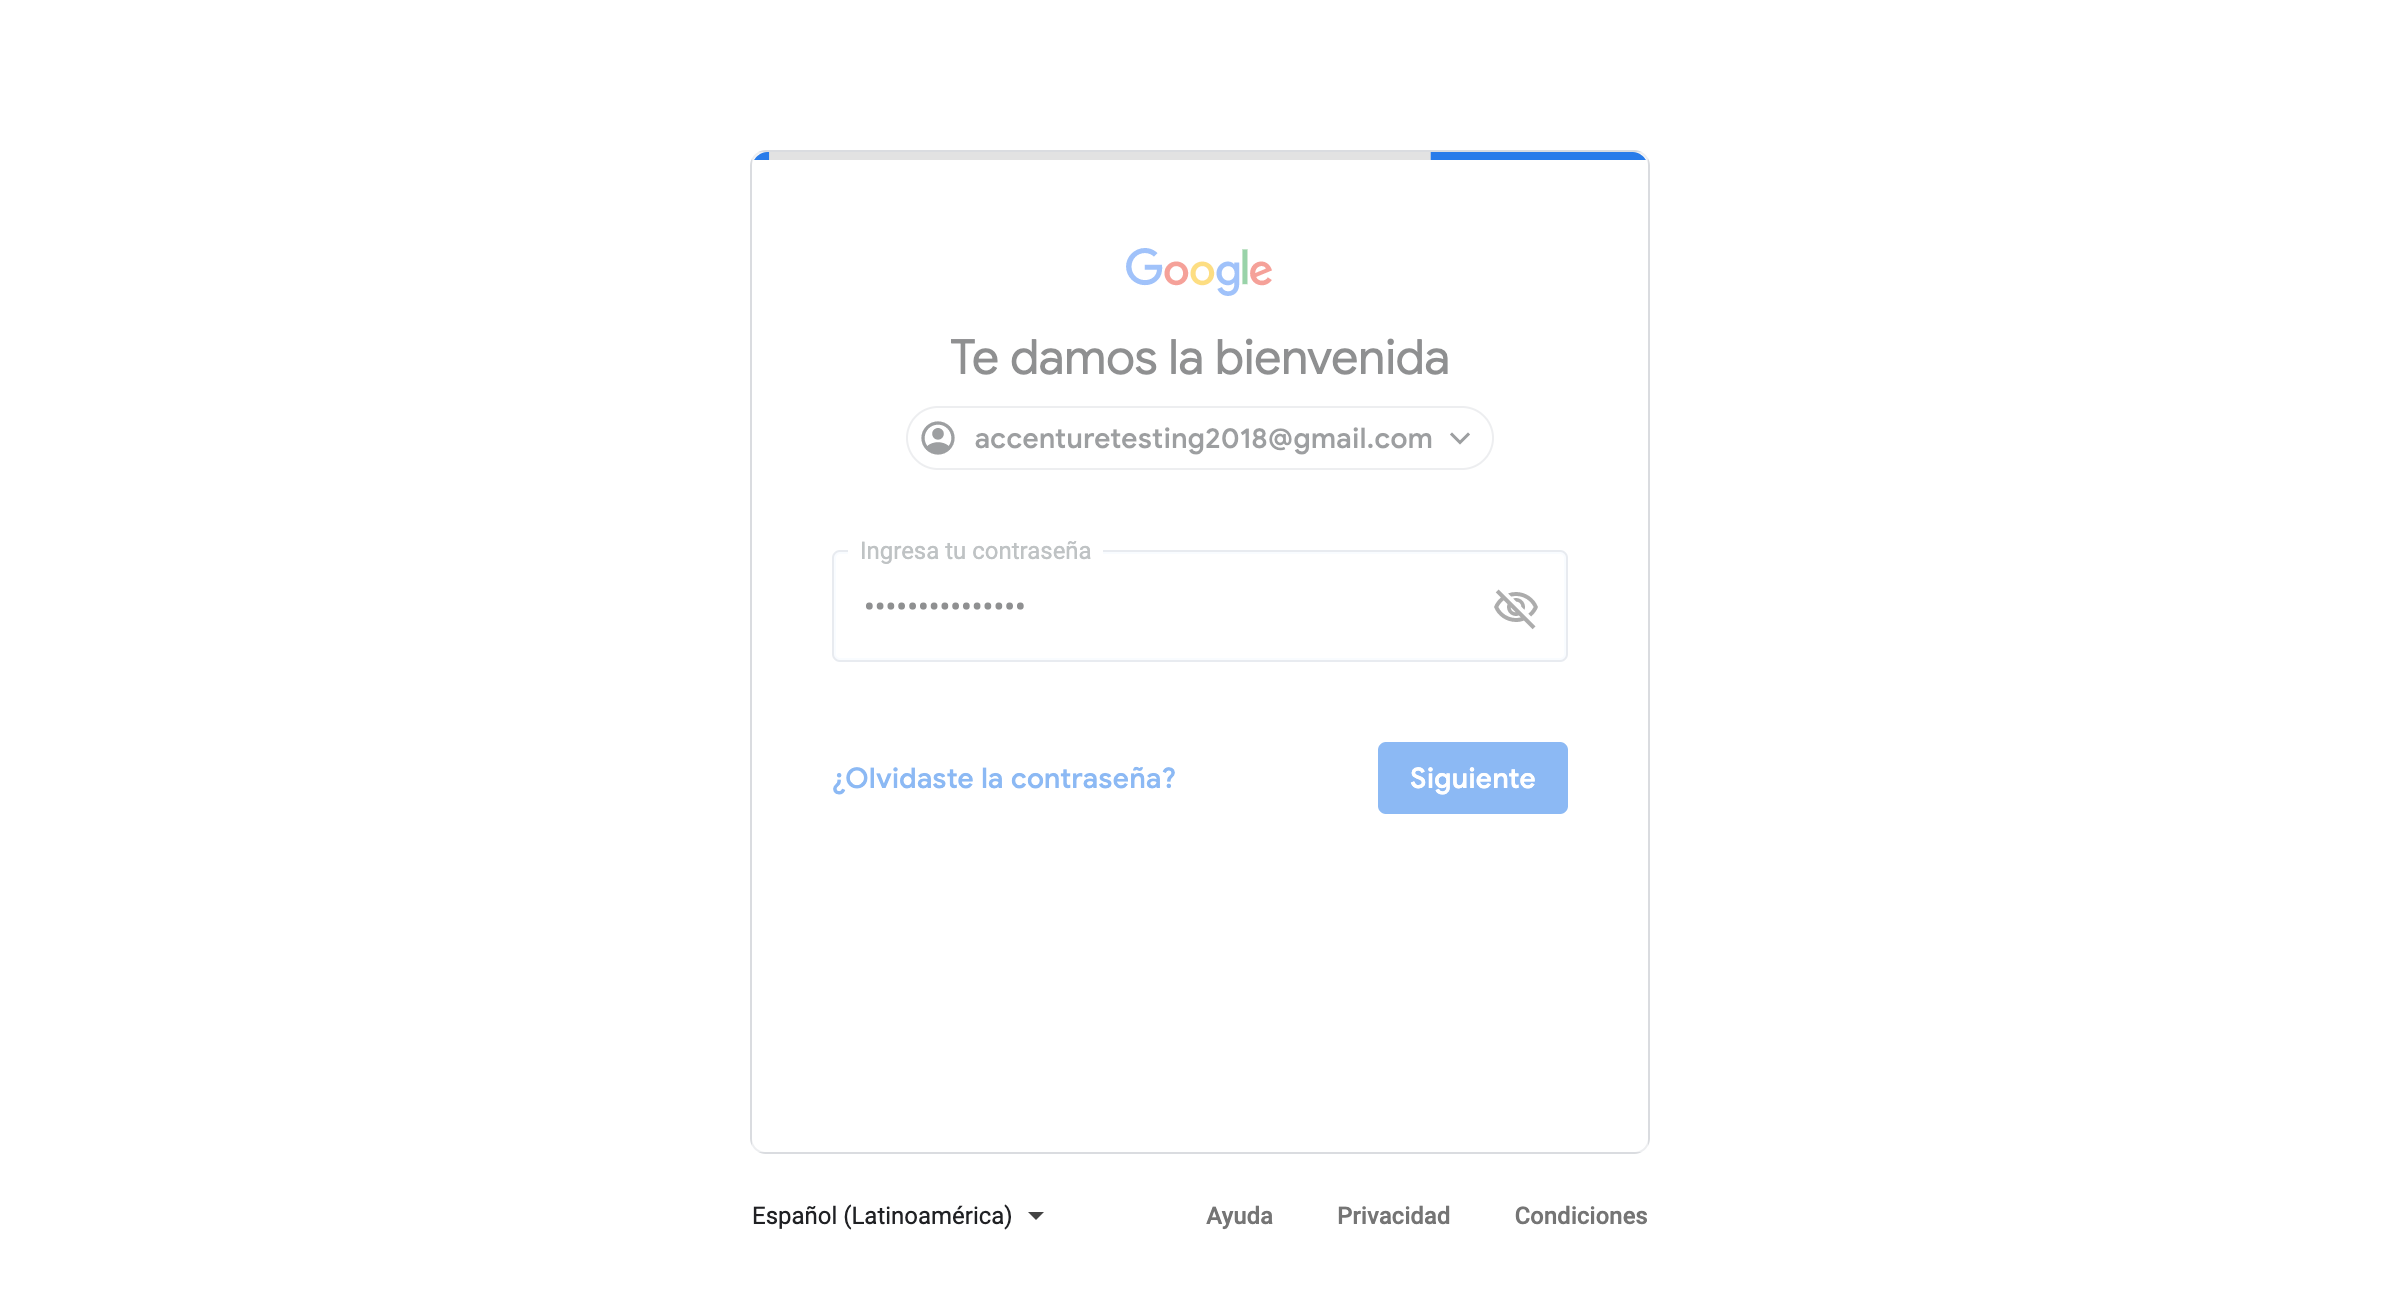 Google
Te damos la bienvenida
accenturetesting2018@gmail.com
Ingresa tu contraseña
•••••••••••••••
¿Olvidaste la contraseña?
Siguiente
Español (Latinoamérica)
Ayuda
Privacidad
Condiciones